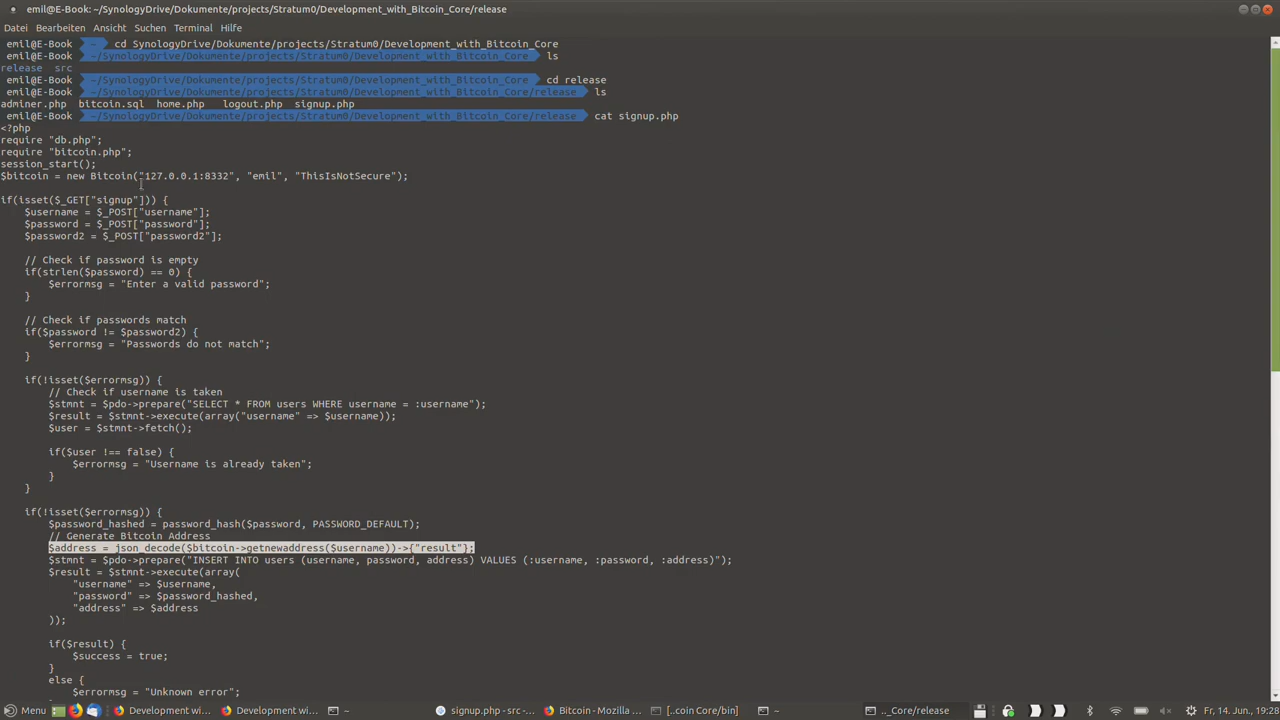 emil@E-Book: ~/SynologyDrive/Dokumente/projects/Stratum0/Development_with_Bitcoin_Core/release
Datei Bearbeiten Ansicht Suchen Terminal Hilfe
emil@E-Book ~ cd SynologyDrive/Dokumente/projects/Stratum0/Development_with_Bitcoin_Core
emil@E-Book ~/SynologyDrive/Dokumente/projects/Stratum0/Development_with_Bitcoin_Core ls
release src
emil@E-Book ~/SynologyDrive/Dokumente/projects/Stratum0/Development_with_Bitcoin_Core cd release
emil@E-Book ~/SynologyDrive/Dokumente/projects/Stratum0/Development_with_Bitcoin_Core/release ls
adminer.php bitcoin.sql home.php logout.php signup.php
emil@E-Book ~/SynologyDrive/Dokumente/projects/Stratum0/Development_with_Bitcoin_Core/release cat signup.php
<?php
require "db.php";
require "bitcoin.php";
session_start();
$bitcoin = new Bitcoin("127.0.0.1:8332", "emil", "ThisIsNotSecure");
if(isset($_GET["signup"])) {
$username = $_POST["username"];
$password = $_POST["password"];
$password2 = $_POST["password2"];
// Check if password is empty
if(strlen($password) == 0) {
$errormsg = "Enter a valid password";
}
// Check if passwords match
if($password != $password2) {
$errormsg = "Passwords do not match";
}
if(!isset($errormsg)) {
// Check if username is taken
$stmnt = $pdo->prepare("SELECT * FROM users WHERE username = :username");
$result = $stmnt->execute(array("username" => $username));
$user = $stmnt->fetch();
if($user !== false) {
$errormsg = "Username is already taken";
}
}
if(!isset($errormsg)) {
$password_hashed = password_hash($password, PASSWORD_DEFAULT);
// Generate Bitcoin Address
$address = json_decode($bitcoin->getnewaddress($username))->{"result"};
$stmnt = $pdo->prepare("INSERT INTO users (username, password, address) VALUES (:username, :password, :address)");
$result = $stmnt->execute(array(
"username" => $username,
"password" => $password_hashed,
"address" => $address
));
if($result) {
$success = true;
}
else {
$errormsg = "Unknown error";
Menu Development wi... Development wi... ~ signup.php - src -... Bitcoin - Mozilla ... [..coin Core/bin] ~ .._Core/release Fr, 14. Jun., 19:28